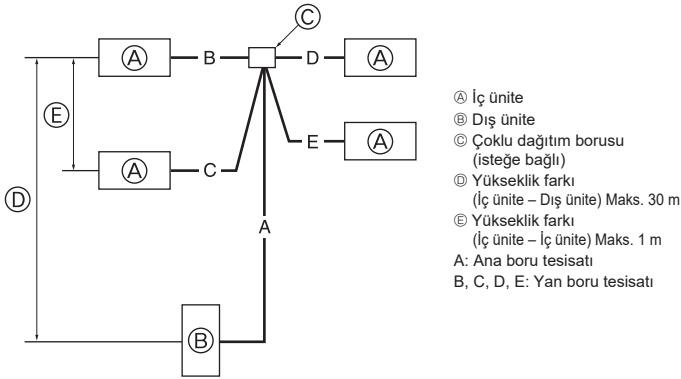 Ⓒ
Ⓐ B D Ⓐ
Ⓔ
Ⓐ C E Ⓐ
Ⓓ
A
Ⓑ
Ⓐ İç ünite
Ⓑ Dış ünite
Ⓒ Çoklu dağıtım borusu
(isteğe bağlı)
Ⓓ Yükseklik farkı
(İç ünite – Dış ünite) Maks. 30 m
Ⓔ Yükseklik farkı
(İç ünite – İç ünite) Maks. 1 m
A: Ana boru tesisatı
B, C, D, E: Yan boru tesisatı